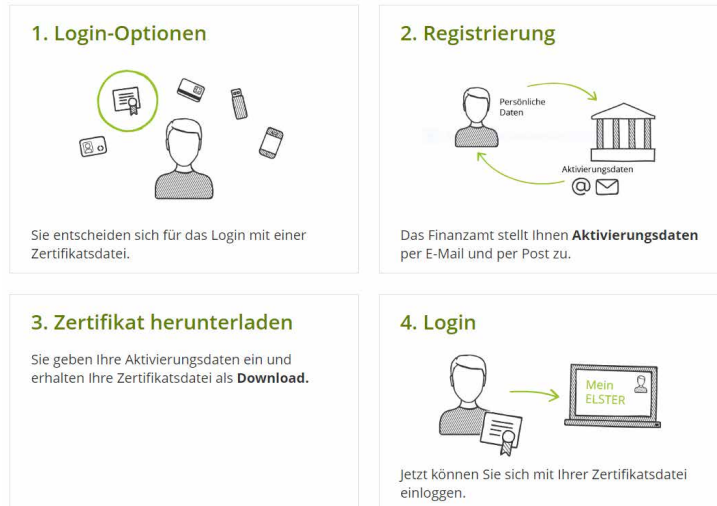 1. Login-Optionen
Sie entscheiden sich für das Login mit einer
Zertifikatsdatei.
2. Registrierung
Persönliche
Daten
Aktivierungsdaten
@
Das Finanzamt stellt Ihnen Aktivierungsdaten
per E-Mail und per Post zu.
3. Zertifikat herunterladen
Sie geben Ihre Aktivierungsdaten ein und
erhalten Ihre Zertifikatsdatei als Download.
4. Login
Mein
ELSTER
Jetzt können Sie sich mit Ihrer Zertifikatsdatei
einloggen.